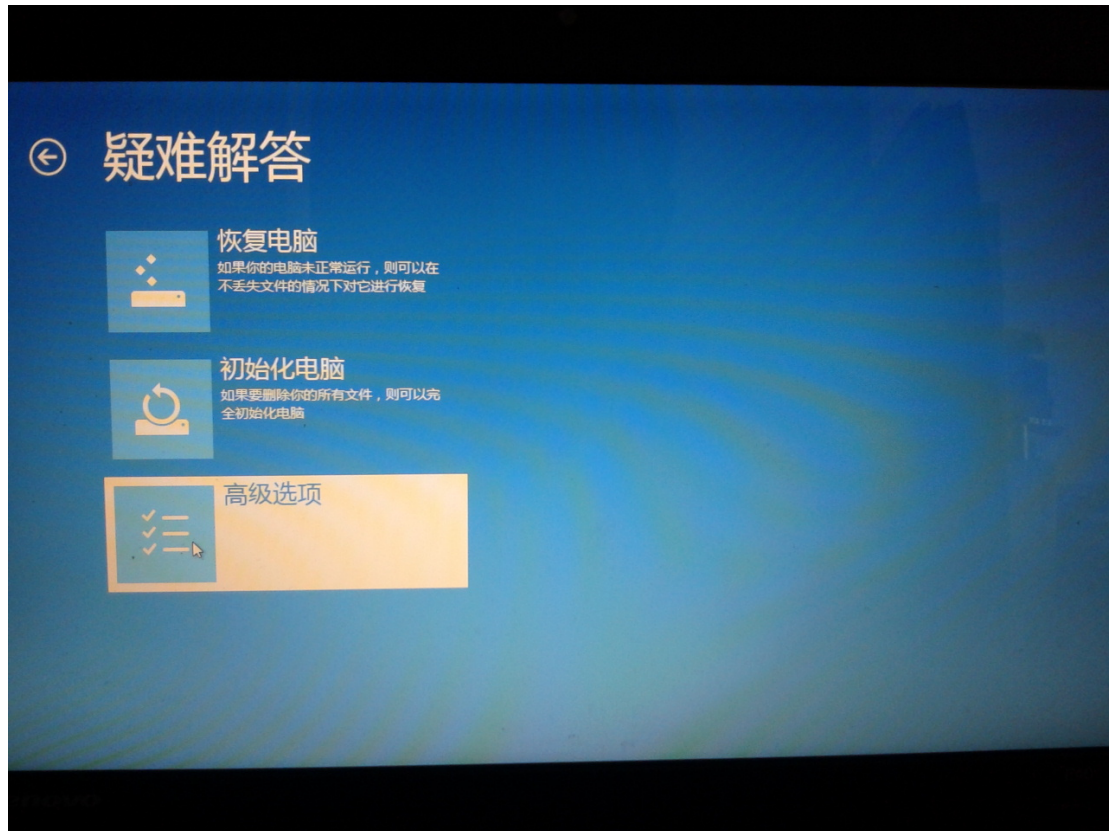 疑难解答
恢复电脑
如果你的电脑未正常运行，则可以在
不丢失文件的情况下对它进行恢复
初始化电脑
如果要删除你的所有文件，则可以完
全初始化电脑
高级选项